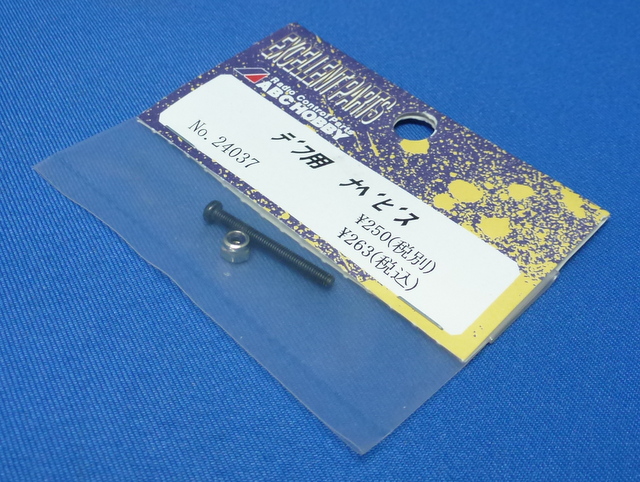 EXCELLENT PARTS
Radio Control Parts
ABC HOBBY
No.24037
デフ用 ナベビス
¥250(税別)
¥263(税込)